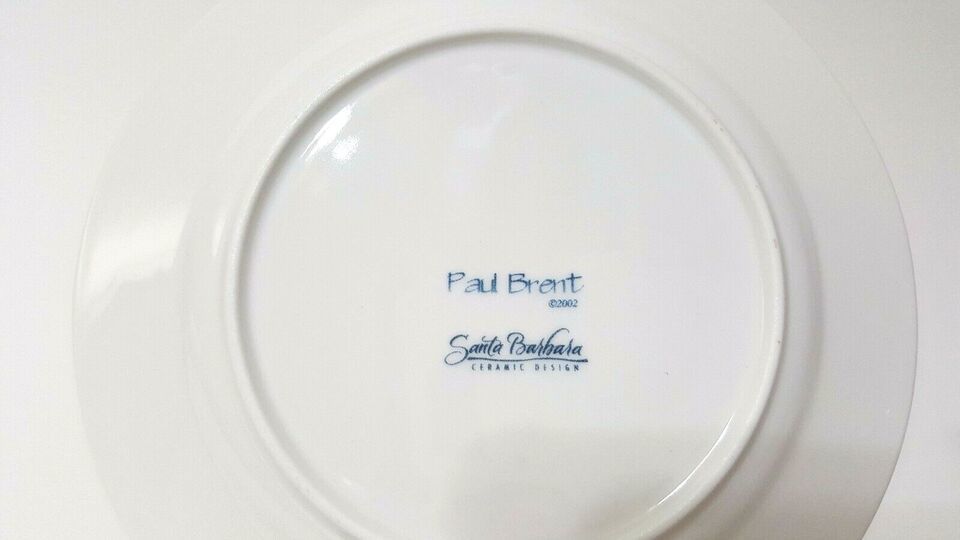 Paul Brent
©2002
Santa Barbara
CERAMIC DESIGN